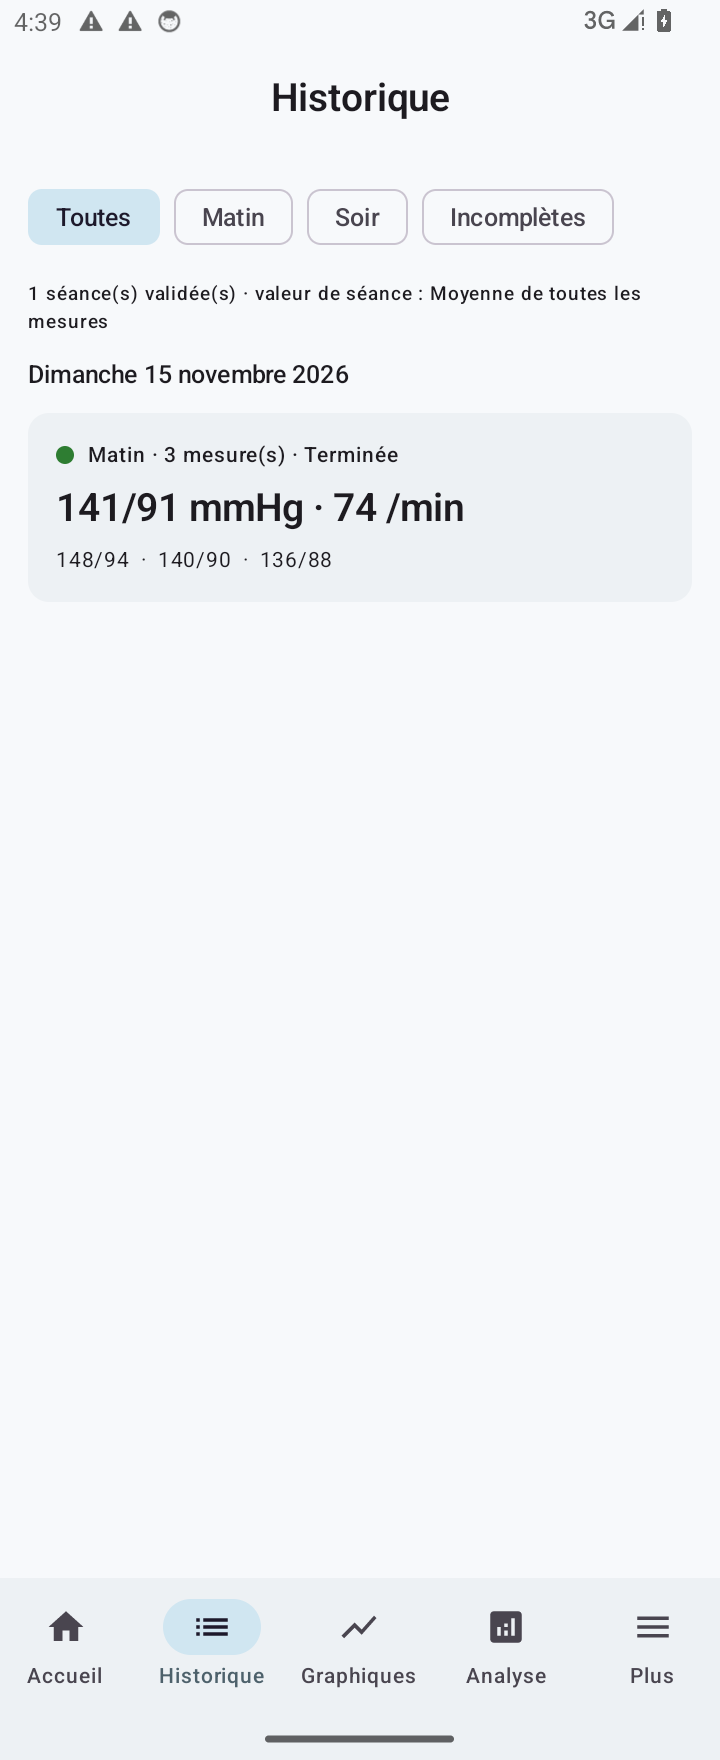 4:39
3G
Historique
Toutes
Matin
Soir
Incomplètes
1 séance(s) validée(s) · valeur de séance : Moyenne de toutes les
mesures
Dimanche 15 novembre 2026
Matin · 3 mesure(s) · Terminée
141/91 mmHg · 74 /min
148/94 · 140/90 · 136/88
Accueil
Historique
Graphiques
Analyse
Plus